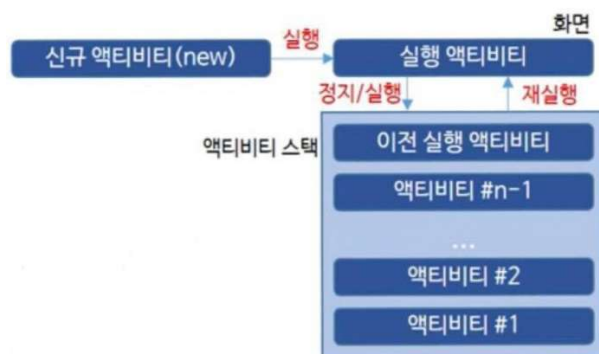 화면
신규 액티비티(new)
실행
실행 액티비티
정지/실행
재실행
액티비티 스택
이전 실행 액티비티
액티비티 #n-1
...
액티비티 #2
액티비티 #1